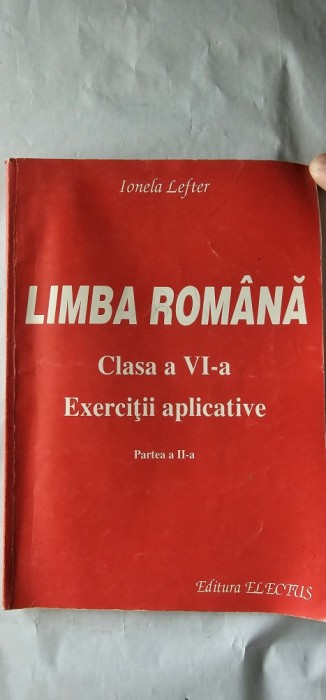 Ionela Lefter
LIMBA ROMÂNĂ
Clasa a VI-a
Exerciţii aplicative
Partea a II-a
Editura ELECTUS